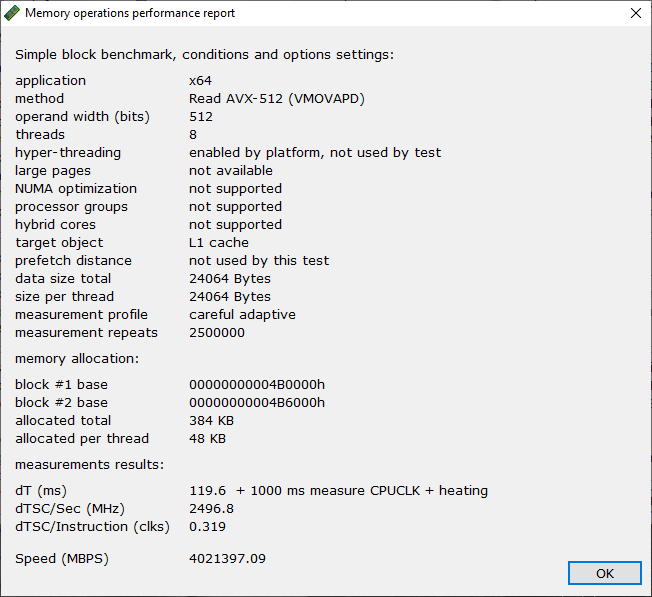 Memory operations performance report
Simple block benchmark, conditions and options settings:
application x64
method Read AVX-512 (VMOVAPD)
operand width (bits) 512
threads 8
hyper-threading enabled by platform, not used by test
large pages not available
NUMA optimization not supported
processor groups not supported
hybrid cores not supported
target object L1 cache
prefetch distance not used by this test
data size total 24064 Bytes
size per thread 24064 Bytes
measurement profile careful adaptive
measurement repeats 2500000
memory allocation:
block #1 base 00000000004B0000h
block #2 base 00000000004B6000h
allocated total 384 KB
allocated per thread 48 KB
measurements results:
dT (ms) 119.6 + 1000 ms measure CPUCLK + heating
dTSC/Sec (MHz) 2496.8
dTSC/Instruction (clks) 0.319
Speed (MBPS) 4021397.09
OK